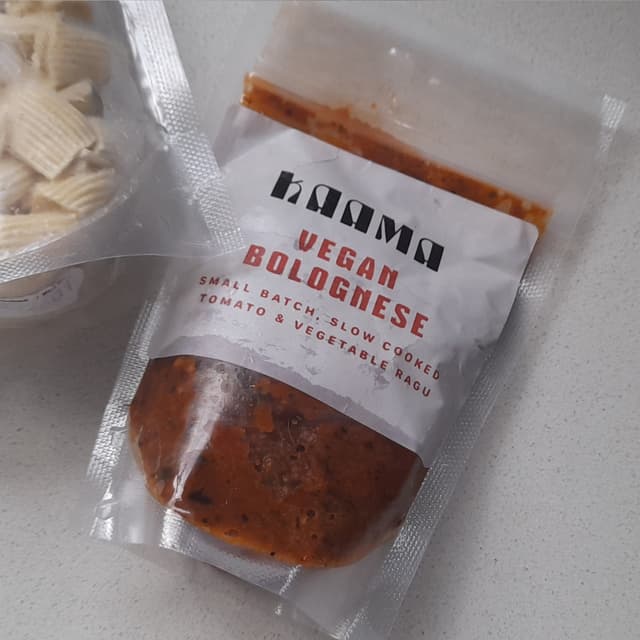 KAAMA
VEGAN
BOLOGNESE
SMALL BATCH, SLOW COOKED
TOMATO & VEGETABLE RAGU